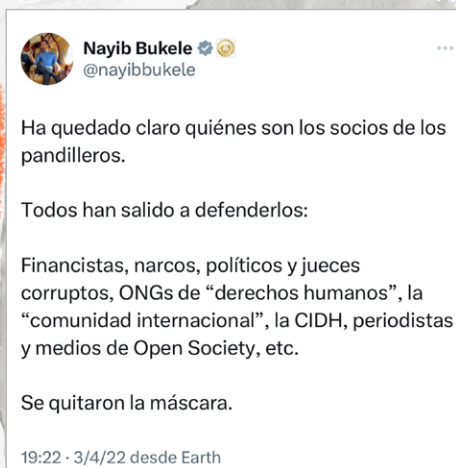 Nayib Bukele
@nayibbukele
Ha quedado claro quiénes son los socios de los
pandilleros.
Todos han salido a defenderlos:
Financistas, narcos, políticos y jueces
corruptos, ONGs de “derechos humanos”, la
“comunidad internacional”, la CIDH, periodistas
y medios de Open Society, etc.
Se quitaron la máscara.
19:22 · 3/4/22 desde Earth